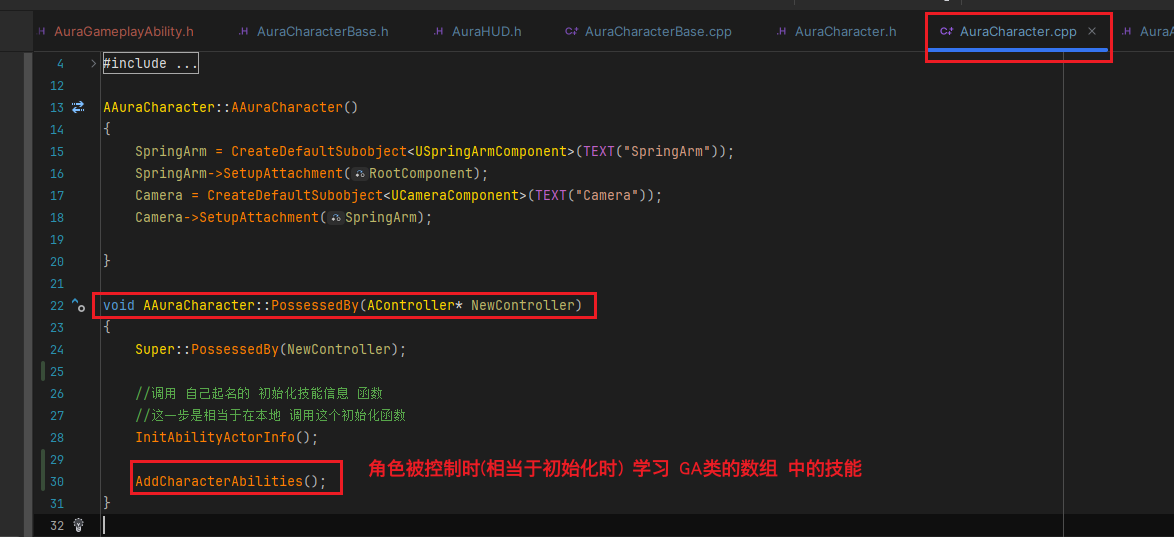 AuraGameplayAbility.h
.H AuraCharacterBase.h
.H AuraHUD.h
C+ AuraCharacterBase.cpp
.H AuraCharacter.h
C+ AuraCharacter.cpp ×
.H AuraA
4 #include ...
12
13 AAuraCharacter::AAuraCharacter()
14 {
15 SpringArm = CreateDefaultSubobject<USpringArmComponent>(TEXT("SpringArm"));
16 SpringArm->SetupAttachment(RootComponent);
17 Camera = CreateDefaultSubobject<UCameraComponent>(TEXT("Camera"));
18 Camera->SetupAttachment(SpringArm);
19
20 }
21
22 void AAuraCharacter::PossessedBy(AController* NewController)
23 {
24 Super::PossessedBy(NewController);
25
26 //调用 自己起名的 初始化技能信息 函数
27 //这一步是相当于在本地 调用这个初始化函数
28 InitAbilityActorInfo();
29
30 AddCharacterAbilities(); 角色被控制时(相当于初始化时) 学习 GA类的数组 中的技能
31 }
32